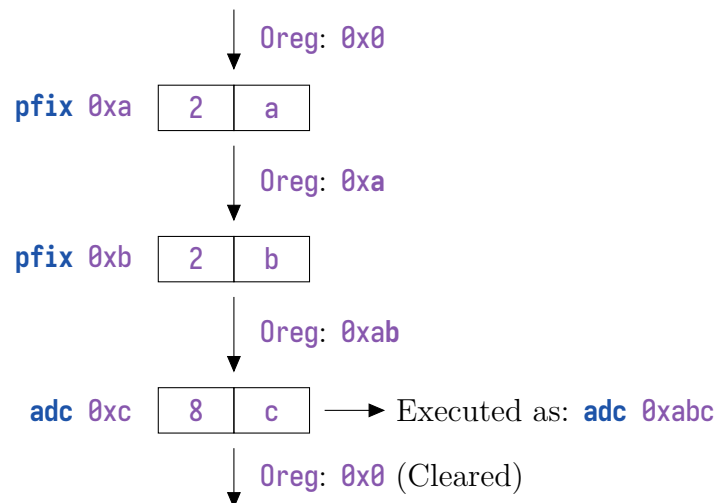 Oreg: 0x0
pfix 0xa 2 a
Oreg: 0xa
pfix 0xb 2 b
Oreg: 0xab
adc 0xc 8 c Executed as: adc 0xabc
Oreg: 0x0 (Cleared)